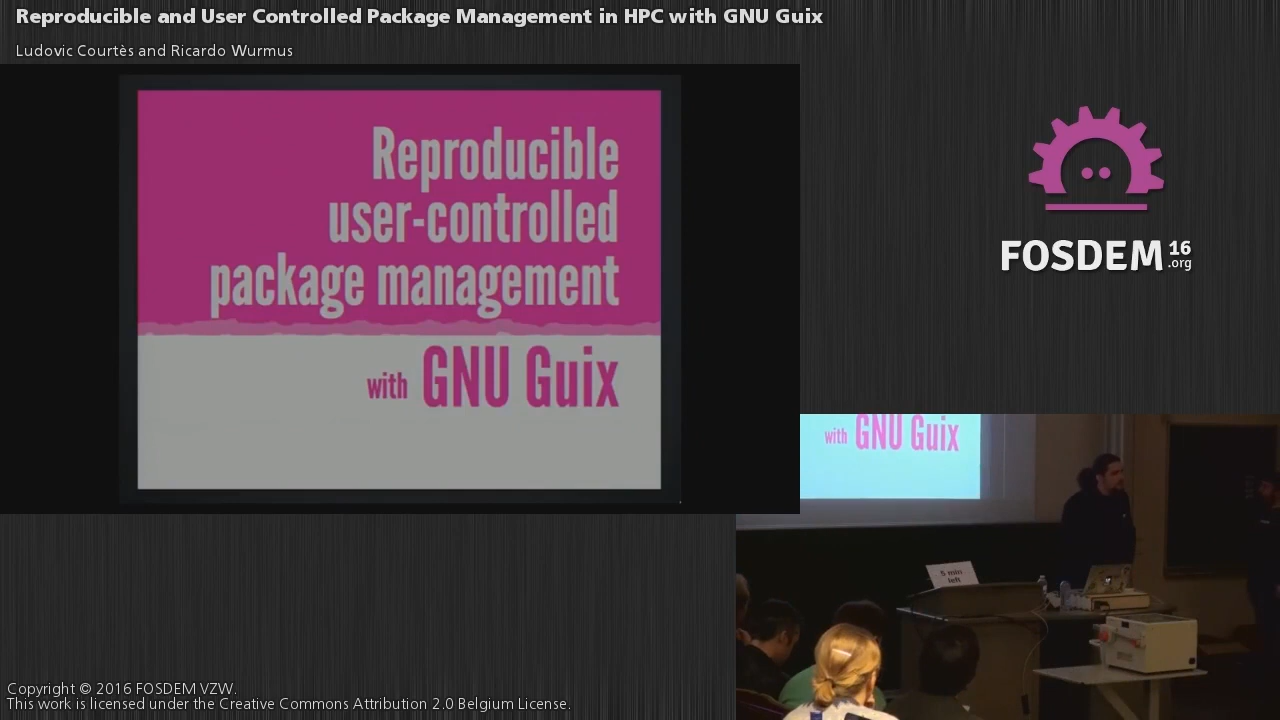 Reproducible and User Controlled Package Management in HPC with GNU Guix
Ludovic Courtès and Ricardo Wurmus
Reproducible
user-controlled
package management
with GNU Guix
FOSDEM 16
.org
with GNU Guix
5 min
left
Copyright © 2016 FOSDEM VZW.
This work is licensed under the Creative Commons Attribution 2.0 Belgium License.